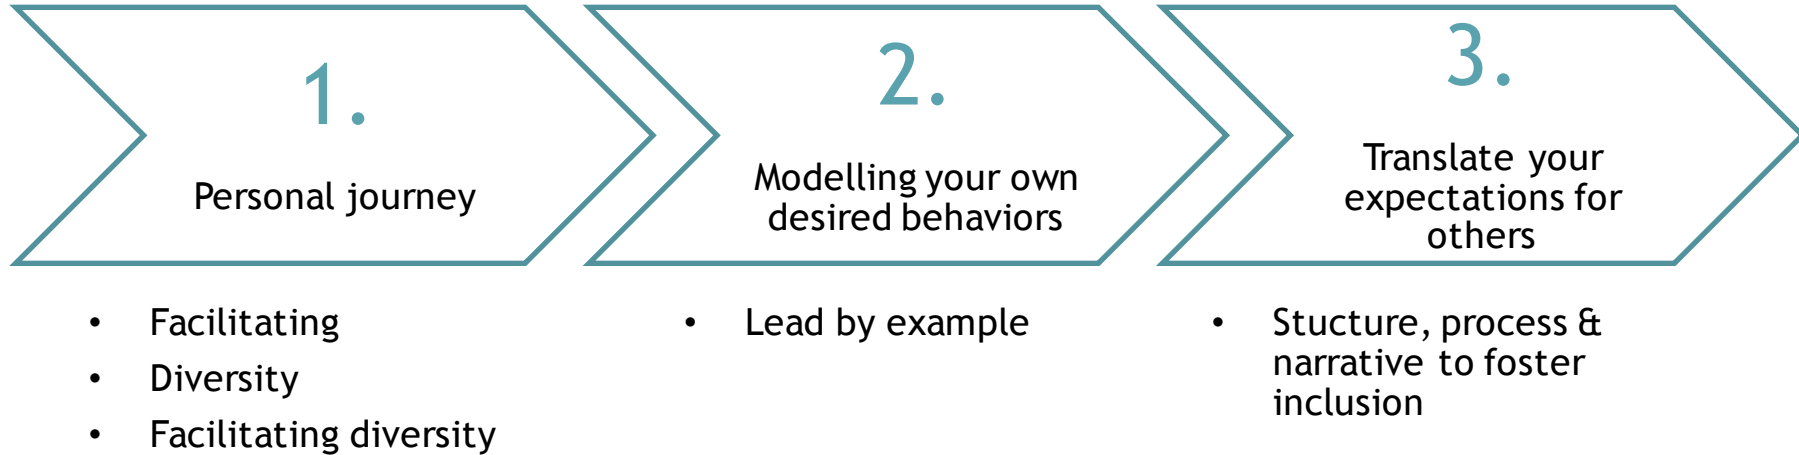 1.
Personal journey
• Facilitating
• Diversity
• Facilitating diversity
2.
Modelling your own
desired behaviors
• Lead by example
3.
Translate your
expectations for
others
• Stucture, process &
narrative to foster
inclusion